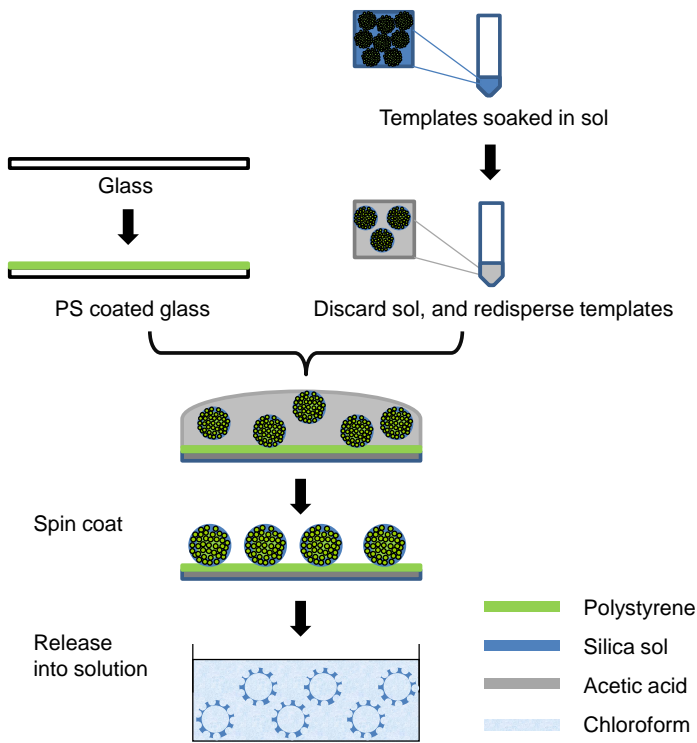 Templates soaked in sol
Glass
PS coated glass
Discard sol, and redisperse templates
Spin coat
Release
into solution
Polystyrene
Silica sol
Acetic acid
Chloroform